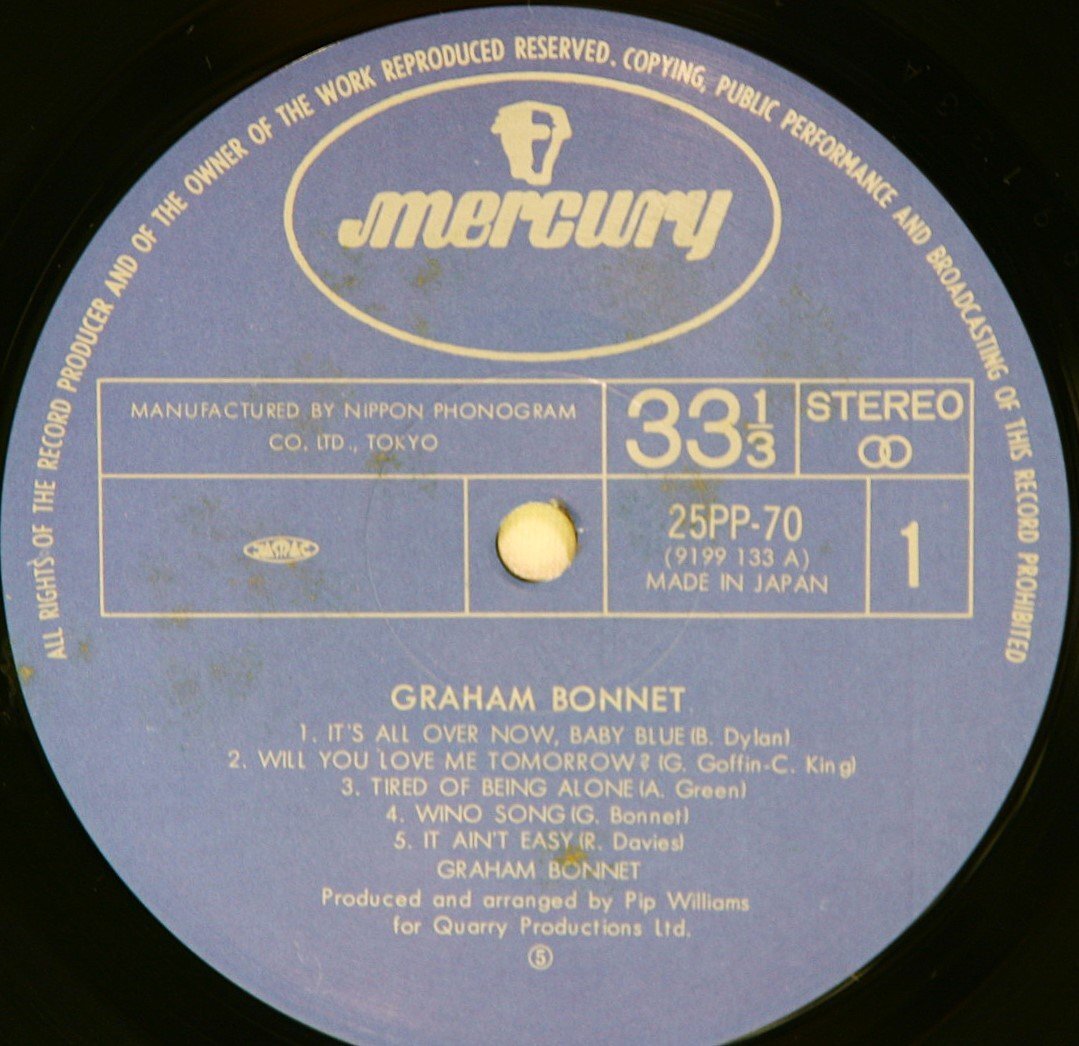 ALL RIGHTS OF THE RECORD PRODUCER AND OF THE OWNER OF THE WORK REPRODUCED RESERVED. COPYING, PUBLIC PERFORMANCE AND BROADCASTING OF THIS RECORD PROHIBITED
mercury
MANUFACTURED BY NIPPON PHONOGRAM
CO. LTD., TOKYO
33 1/3
STEREO
25PP-70
(9199 133 A)
MADE IN JAPAN
1
GRAHAM BONNET
1. IT'S ALL OVER NOW, BABY BLUE (B. Dylan)
2. WILL YOU LOVE ME TOMORROW? (G. Goffin-C. King)
3. TIRED OF BEING ALONE (A. Green)
4. WINO SONG (G. Bonnet)
5. IT AIN'T EASY (R. Davies)
GRAHAM BONNET
Produced and arranged by Pip Williams
for Quarry Productions Ltd.
⑤